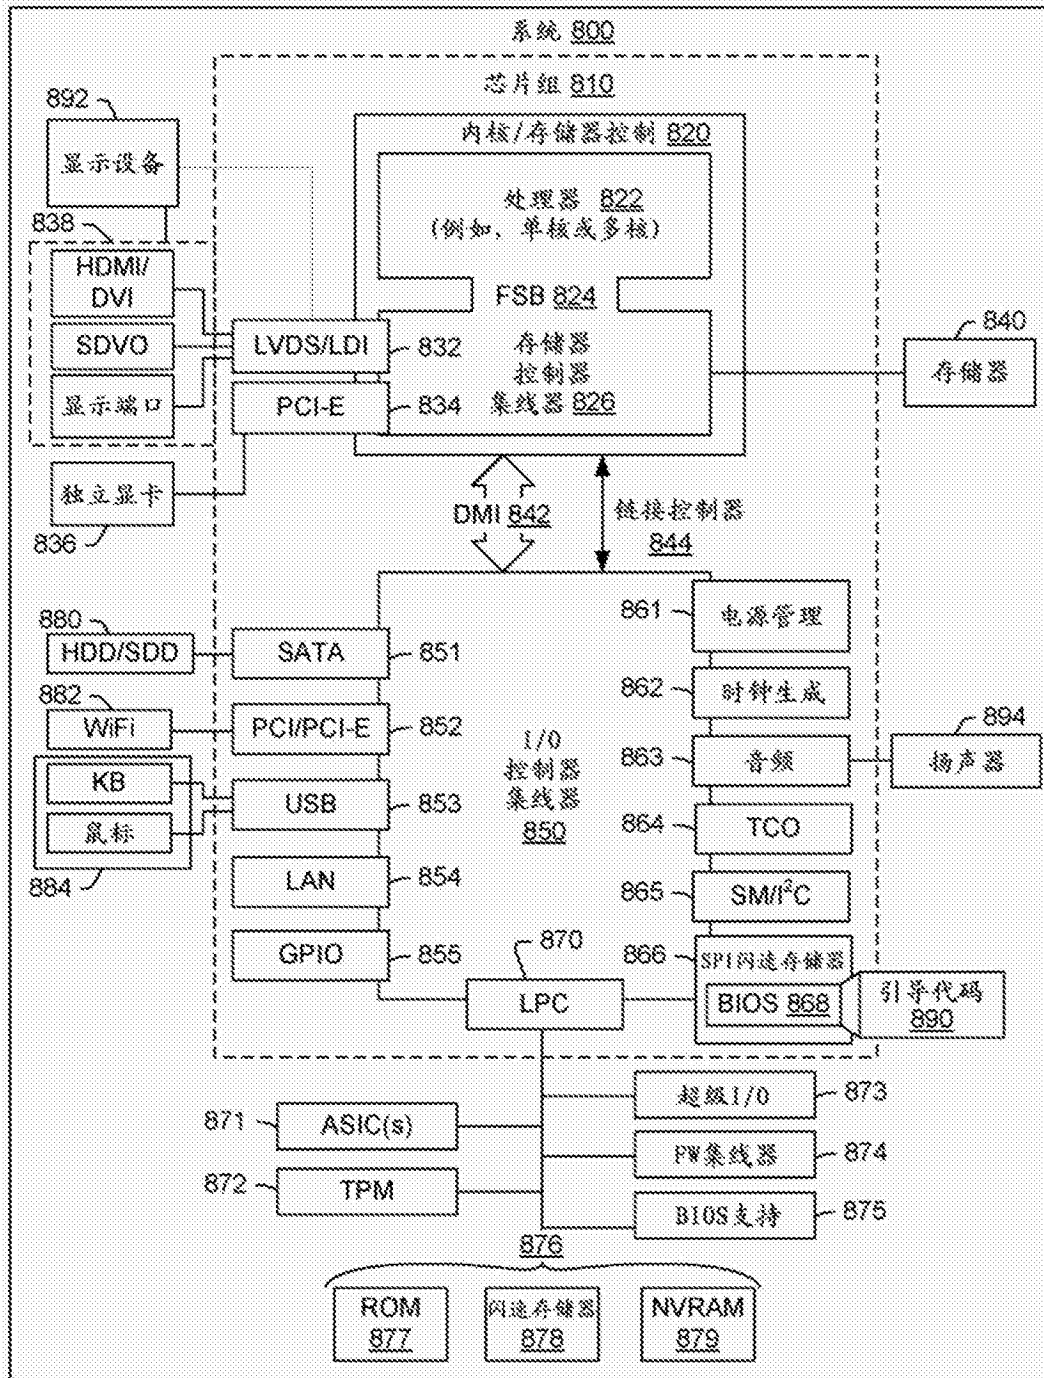 系统 800
芯片组 810
892
显示设备
内核/存储器控制 820
处理器 822
(例如、单核或多核)
838
HDMI/
DVI
SDVO
显示端口
FSB 824
LVDS/LDI
832
存储器
控制器
集线器 826
PCI-E
834
840
存储器
独立显卡
836
DMI 842
链接控制器
844
880
HDD/SDD
SATA
851
861
电源管理
882
WiFi
PCI/PCI-E
852
862
时钟生成
I/O
控制器
集线器
850
KB
鼠标
884
USB
853
863
音频
894
扬声器
864
TCO
LAN
854
865
SM/I²C
GPIO
855
870
LPC
866
SPI闪速存储器
BIOS 868
引导代码
890
871
ASIC(s)
超级I/O
873
FW集线器
874
872
TPM
BIOS支持
875
876
ROM
877
闪速存储器
878
NVRAM
879